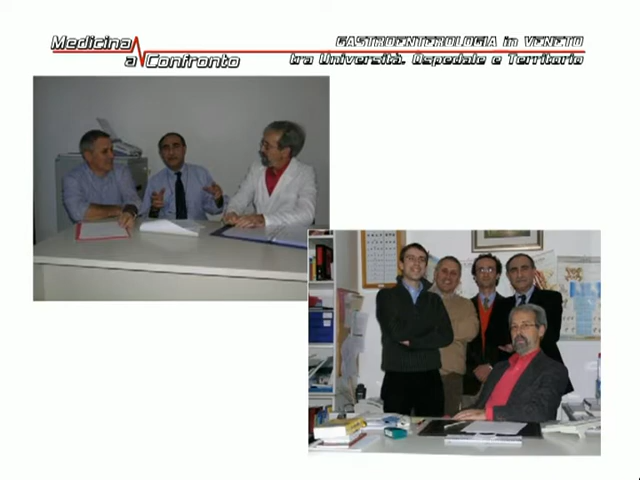 Medicina
a Confronto
GASTROENTEROLOGIA in VENETO
tra Università, Ospedale e Territorio